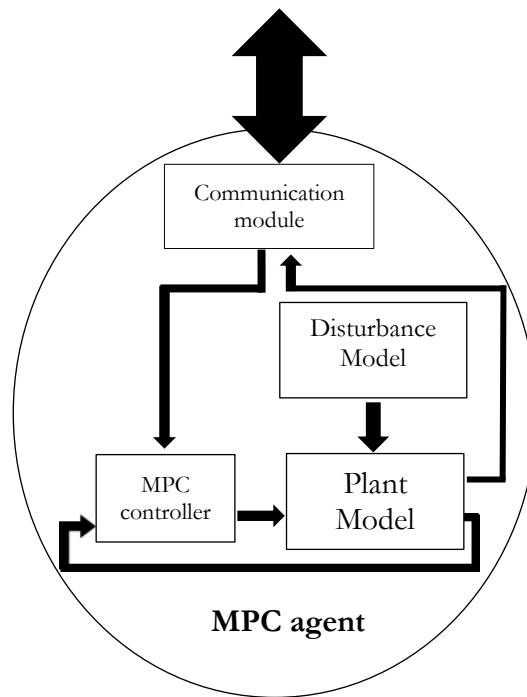 Communication
module
Disturbance
Model
MPC
controller
Plant
Model
MPC agent